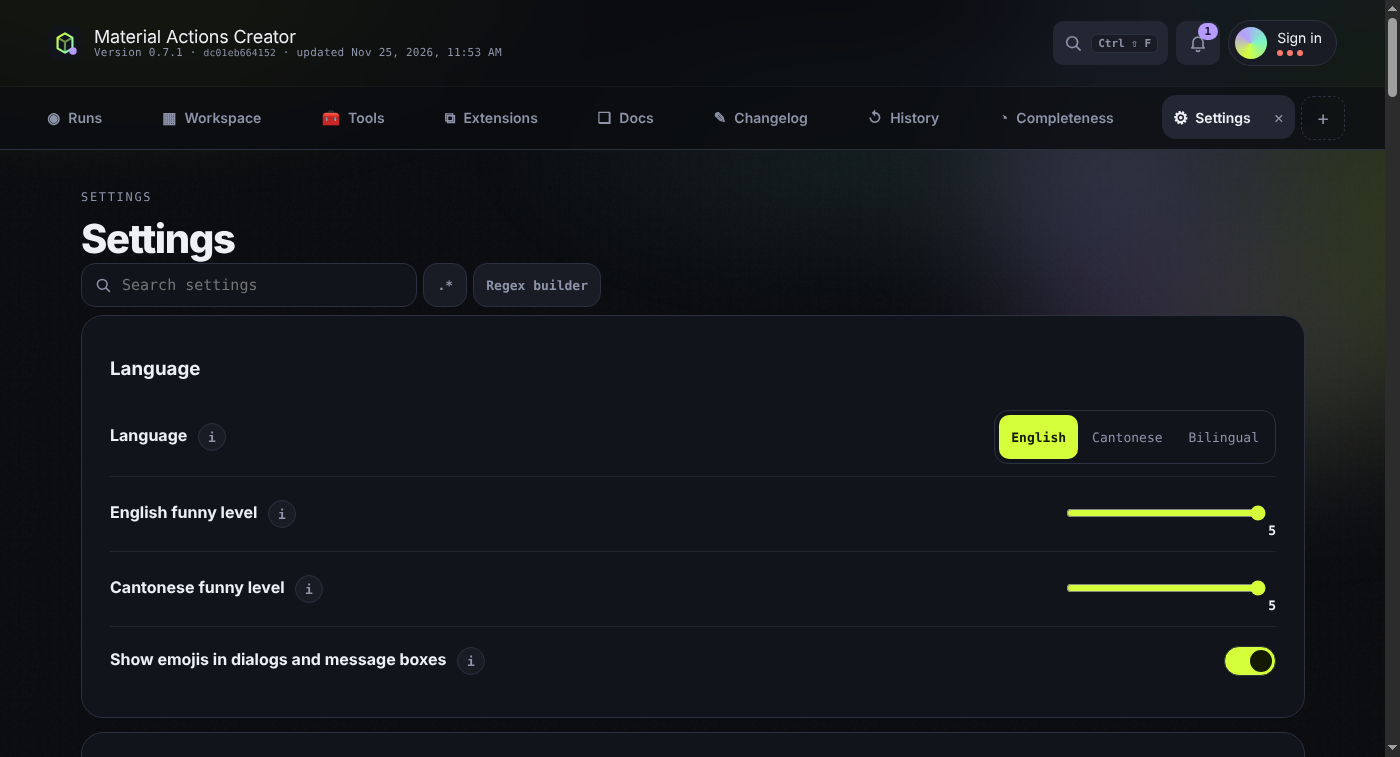 Material Actions Creator
Version 0.7.1 · dc01eb664152 · updated Nov 25, 2026, 11:53 AM
Ctrl ⇧ F
1
Sign in
Runs
Workspace
Tools
Extensions
Docs
Changelog
History
Completeness
Settings ×
+
SETTINGS
Settings
Search settings
.*
Regex builder
Language
Language i
English Cantonese Bilingual
English funny level i
5
Cantonese funny level i
5
Show emojis in dialogs and message boxes i